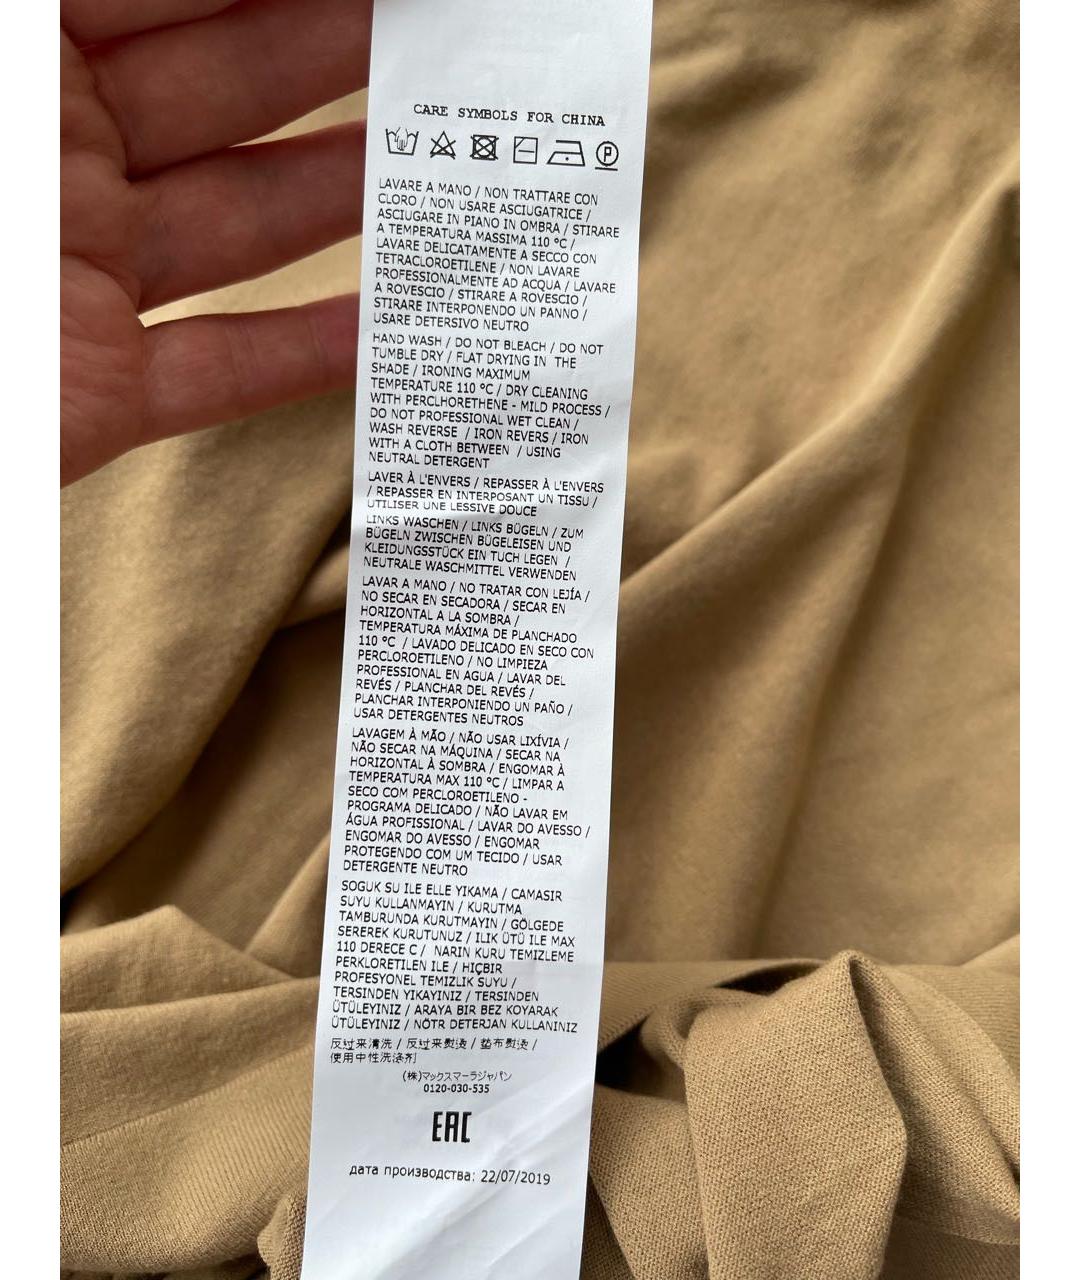 CARE SYMBOLS FOR CHINA
P
LAVARE A MANO / NON TRATTARE CON
CLORO / NON USARE ASCIUGATRICE /
ASCIUGARE IN PIANO IN OMBRA / STIRARE
A TEMPERATURA MASSIMA 110 °C /
LAVARE DELICATAMENTE A SECCO CON
TETRACLOROETILENE / NON LAVARE
PROFESSIONALMENTE AD ACQUA / LAVARE
A ROVESCIO / STIRARE A ROVESCIO /
STIRARE INTERPONENDO UN PANNO /
USARE DETERSIVO NEUTRO
HAND WASH / DO NOT BLEACH / DO NOT
TUMBLE DRY / FLAT DRYING IN THE
SHADE / IRONING MAXIMUM
TEMPERATURE 110 °C / DRY CLEANING
WITH PERCLHORETHENE - MILD PROCESS /
DO NOT PROFESSIONAL WET CLEAN /
WASH REVERSE / IRON REVERS / IRON
WITH A CLOTH BETWEEN / USING
NEUTRAL DETERGENT
LAVER À L'ENVERS / REPASSER À L'ENVERS
/ REPASSER EN INTERPOSANT UN TISSU /
UTILISER UNE LESSIVE DOUCE
LINKS WASCHEN / LINKS BÜGELN / ZUM
BÜGELN ZWISCHEN BÜGELEISEN UND
KLEIDUNGSSTÜCK EIN TUCH LEGEN /
NEUTRALE WASCHMITTEL VERWENDEN
LAVAR A MANO / NO TRATAR CON LEJÍA /
NO SECAR EN SECADORA / SECAR EN
HORIZONTAL A LA SOMBRA /
TEMPERATURA MÁXIMA DE PLANCHADO
110 °C / LAVADO DELICADO EN SECO CON
PERCLOROETILENO / NO LIMPIEZA
PROFESSIONAL EN AGUA / LAVAR DEL
REVÉS / PLANCHAR DEL REVÉS /
PLANCHAR INTERPONIENDO UN PAÑO /
USAR DETERGENTES NEUTROS
LAVAGEM À MÃO / NÃO USAR LIXÍVIA /
NÃO SECAR NA MÁQUINA / SECAR NA
HORIZONTAL À SOMBRA / ENGOMAR À
TEMPERATURA MAX 110 °C / LIMPAR A
SECO COM PERCLOROETILENO -
PROGRAMA DELICADO / NÃO LAVAR EM
ÁGUA PROFISSIONAL / LAVAR DO AVESSO /
ENGOMAR DO AVESSO / ENGOMAR
PROTEGENDO COM UM TECIDO / USAR
DETERGENTE NEUTRO
SOGUK SU ILE ELLE YIKAMA / CAMASIR
SUYU KULLANMAYIN / KURUTMA
TAMBURUNDA KURUTMAYIN / GÖLGEDE
SEREREK KURUTUNUZ / ILIK ÜTÜ ILE MAX
110 DERECE C / NARIN KURU TEMIZLEME
PERKLORETILEN ILE / HIÇBIR
PROFESYONEL TEMIZLIK SUYU /
TERSINDEN YIKAYINIZ / TERSINDEN
ÜTÜLEYINIZ / ARAYA BIR BEZ KOYARAK
ÜTÜLEYINIZ / NÖTR DETERJAN KULLANINIZ
反过来清洗 / 反过来熨烫 / 垫布熨烫 /
使用中性洗涤剂
(株)マックスマーラジャパン
0120-030-535
EAC
дата производства: 22/07/2019